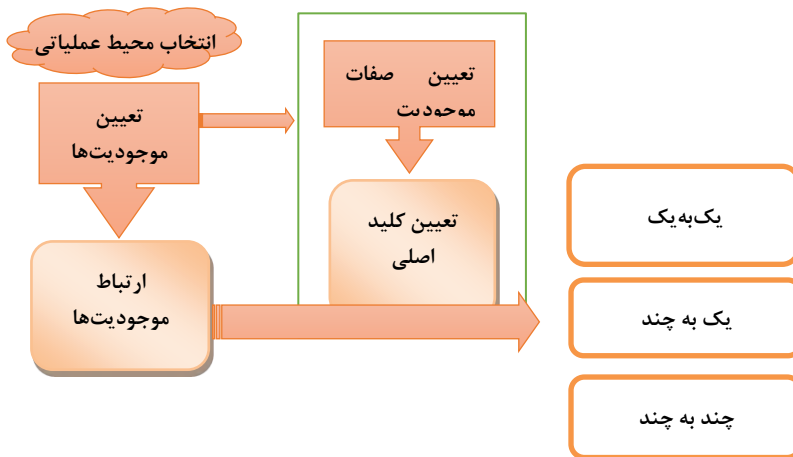 انتخاب محیط عملیاتی
تعیین
موجودیت‌ها
ارتباط
موجودیت‌ها
تعیین صفات
موجودیت
تعیین کلید
اصلی
یک‌به‌یک
یک به چند
چند به چند